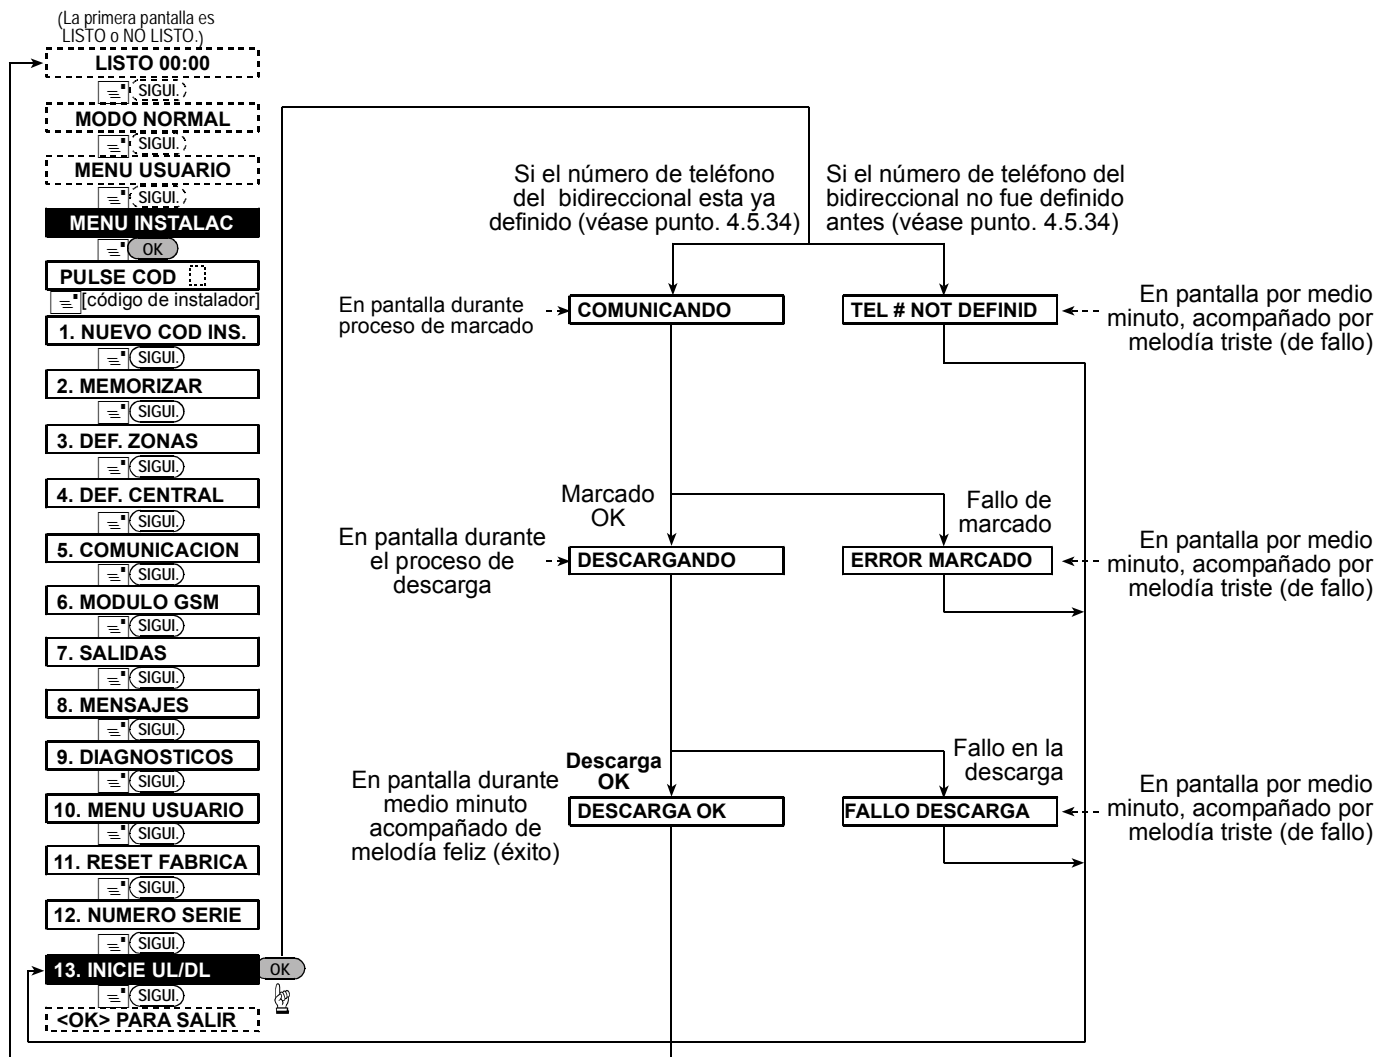 (La primera pantalla es
LISTO o NO LISTO.)
LISTO 00:00
SIGUI.
MODO NORMAL
SIGUI.
MENU USUARIO
SIGUI.
MENU INSTALAC
OK
PULSE COD
[código de instalador]
1. NUEVO COD INS.
SIGUI.
2. MEMORIZAR
SIGUI.
3. DEF. ZONAS
SIGUI.
4. DEF. CENTRAL
SIGUI.
5. COMUNICACION
SIGUI.
6. MODULO GSM
SIGUI.
7. SALIDAS
SIGUI.
8. MENSAJES
SIGUI.
9. DIAGNOSTICOS
SIGUI.
10. MENU USUARIO
SIGUI.
11. RESET FABRICA
SIGUI.
12. NUMERO SERIE
SIGUI.
13. INICIE UL/DL
OK
SIGUI.
<OK> PARA SALIR
Si el número de teléfono
del bidireccional esta ya
definido (véase punto. 4.5.34)
Si el número de teléfono del
bidireccional no fue definido
antes (véase punto. 4.5.34)
En pantalla durante
proceso de marcado
COMUNICANDO
TEL # NOT DEFINID
En pantalla por medio
minuto, acompañado por
melodía triste (de fallo)
Marcado
OK
Fallo de
marcado
En pantalla durante
el proceso de
descarga
DESCARGANDO
ERROR MARCADO
En pantalla por medio
minuto, acompañado por
melodía triste (de fallo)
Descarga
OK
Fallo en la
descarga
En pantalla durante
medio minuto
acompañado de
melodía feliz (éxito)
DESCARGA OK
FALLO DESCARGA
En pantalla por medio
minuto, acompañado por
melodía triste (de fallo)